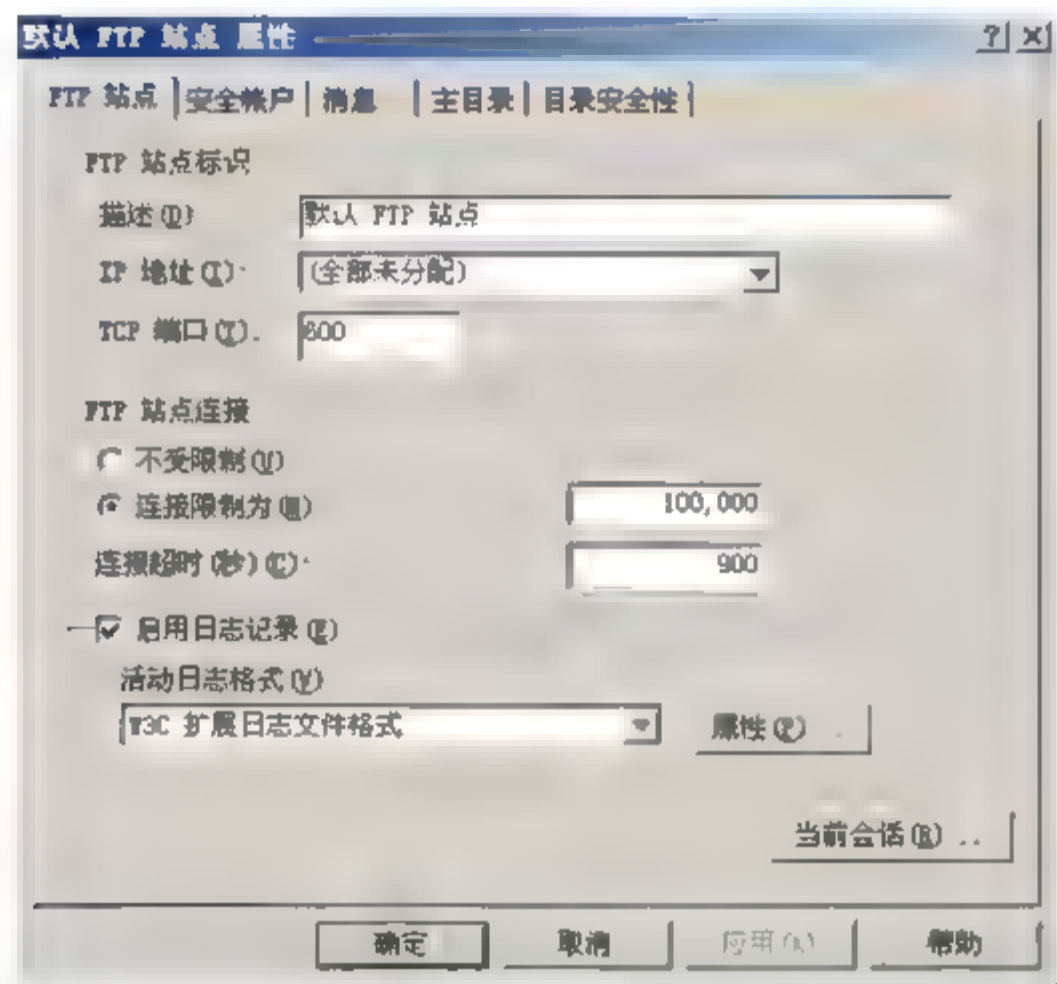 默认 FTP 站点 属性
FTP 站点 安全帐户 消息 主目录 目录安全性
FTP 站点标识
描述(D)
默认 FTP 站点
IP 地址(I):
(全部未分配)
TCP 端口(T):
FTP 站点连接
不受限制(U)
连接限制为(M)
100,000
连接超时(秒)(C):
900
启用日志记录(E)
活动日志格式(V)
W3C 扩展日志文件格式
属性(P)...
当前会话(R)...
确定 取消 应用(A) 帮助